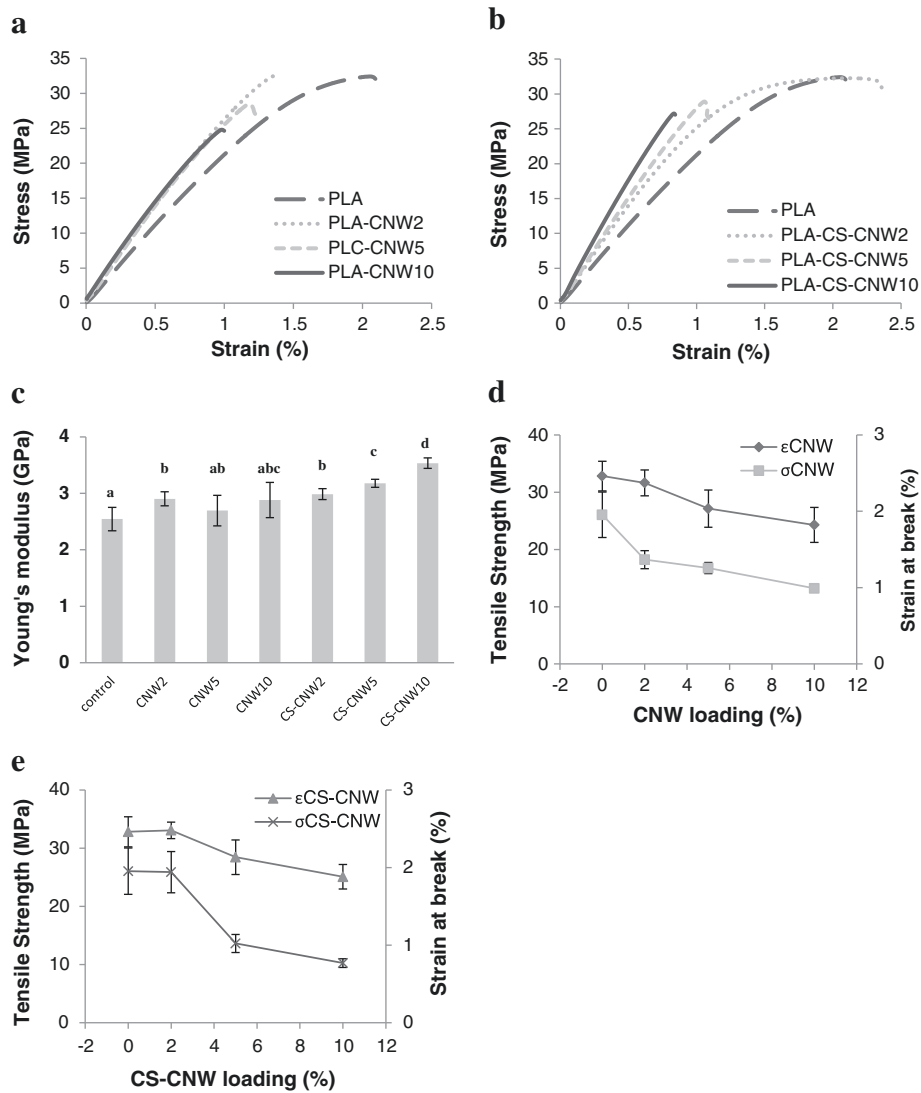 a
35
30
25
20
15
10
5
0
0
0.5
1
1.5
2
2.5
Stress (MPa)
Strain (%)
PLA
PLA-CNW2
PLC-CNW5
PLA-CNW10
b
35
30
25
20
15
10
5
0
0
0.5
1
1.5
2
2.5
Stress (MPa)
Strain (%)
PLA
PLA-CS-CNW2
PLA-CS-CNW5
PLA-CS-CNW10
c
4
3
2
1
0
Young's modulus (GPa)
a
b
ab
abc
b
c
d
control
CNW2
CNW5
CNW10
CS-CNW2
CS-CNW5
CS-CNW10
d
40
30
20
10
0
Tensile Strength (MPa)
εCNW
σCNW
3
2
1
0
Strain at break (%)
-2
0
2
4
6
8
10
12
CNW loading (%)
e
40
30
20
10
0
Tensile Strength (MPa)
εCS-CNW
σCS-CNW
3
2
1
0
Strain at break (%)
-2
0
2
4
6
8
10
12
CS-CNW loading (%)